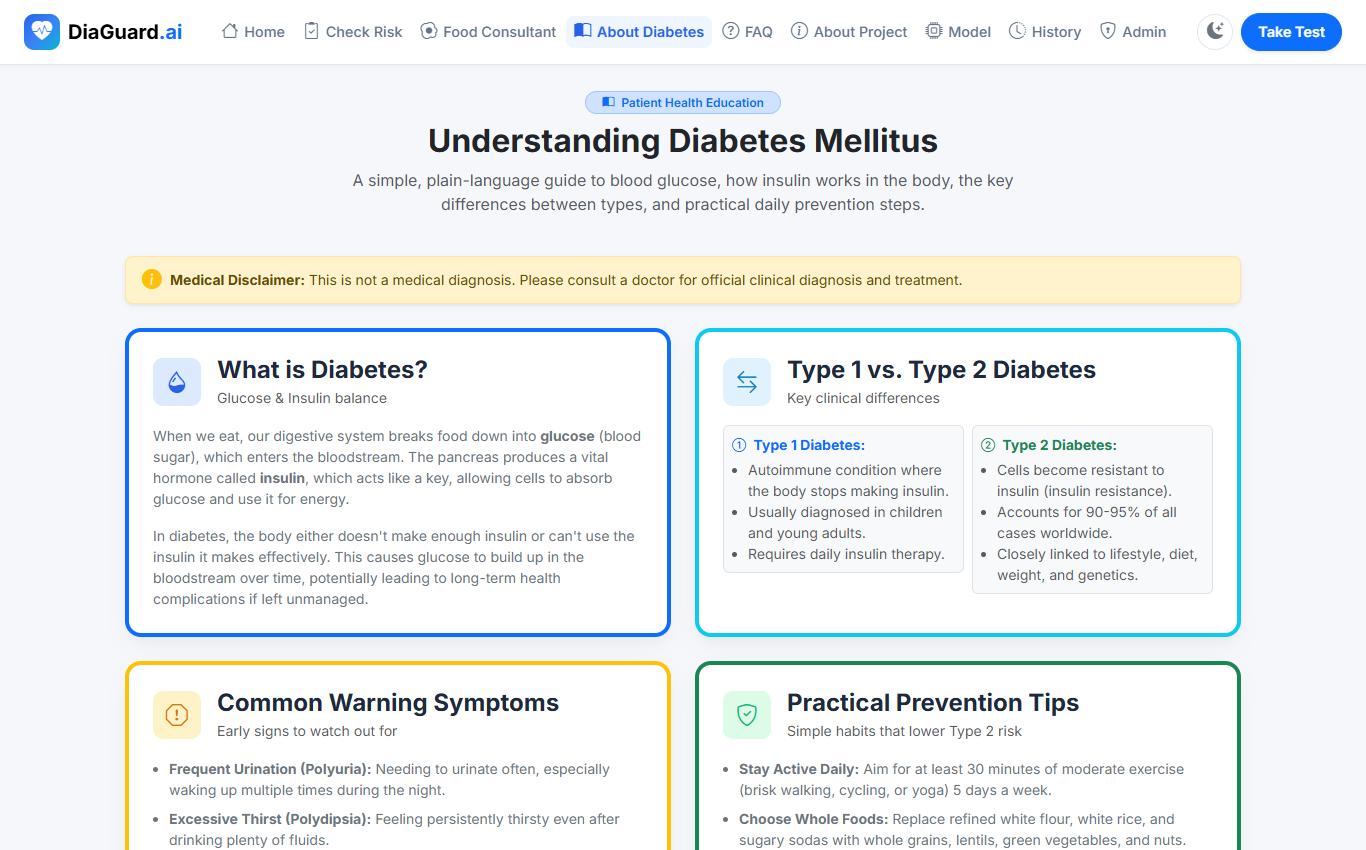 DiaGuard.ai
Home
Check Risk
Food Consultant
About Diabetes
FAQ
About Project
Model
History
Admin
Take Test
Patient Health Education
Understanding Diabetes Mellitus
A simple, plain-language guide to blood glucose, how insulin works in the body, the key
differences between types, and practical daily prevention steps.
Medical Disclaimer: This is not a medical diagnosis. Please consult a doctor for official clinical diagnosis and treatment.
What is Diabetes?
Glucose & Insulin balance
When we eat, our digestive system breaks food down into glucose (blood
sugar), which enters the bloodstream. The pancreas produces a vital
hormone called insulin, which acts like a key, allowing cells to absorb
glucose and use it for energy.
In diabetes, the body either doesn't make enough insulin or can't use the
insulin it makes effectively. This causes glucose to build up in the
bloodstream over time, potentially leading to long-term health
complications if left unmanaged.
Type 1 vs. Type 2 Diabetes
Key clinical differences
1 Type 1 Diabetes:
• Autoimmune condition where
the body stops making insulin.
• Usually diagnosed in children
and young adults.
• Requires daily insulin therapy.
2 Type 2 Diabetes:
• Cells become resistant to
insulin (insulin resistance).
• Accounts for 90-95% of all
cases worldwide.
• Closely linked to lifestyle, diet,
weight, and genetics.
Common Warning Symptoms
Early signs to watch out for
• Frequent Urination (Polyuria): Needing to urinate often, especially
waking up multiple times during the night.
• Excessive Thirst (Polydipsia): Feeling persistently thirsty even after
drinking plenty of fluids.
Practical Prevention Tips
Simple habits that lower Type 2 risk
• Stay Active Daily: Aim for at least 30 minutes of moderate exercise
(brisk walking, cycling, or yoga) 5 days a week.
• Choose Whole Foods: Replace refined white flour, white rice, and
sugary sodas with whole grains, lentils, green vegetables, and nuts.